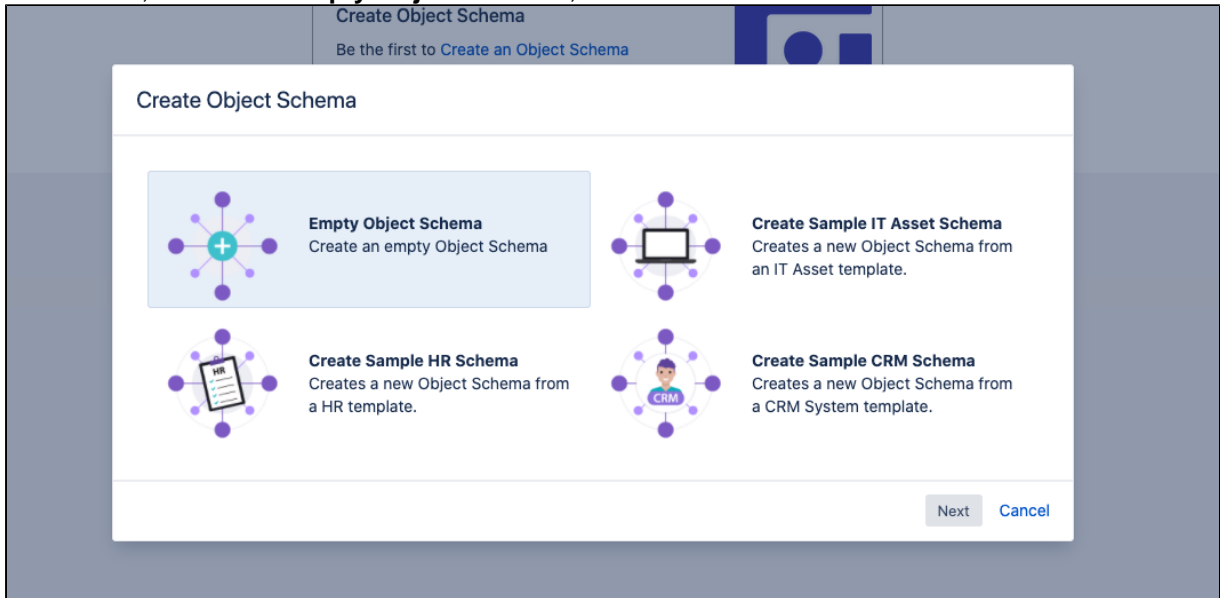 Create Object Schema
Be the first to Create an Object Schema
Create Object Schema
Empty Object Schema
Create an empty Object Schema
Create Sample IT Asset Schema
Creates a new Object Schema from
an IT Asset template.
HR
Create Sample HR Schema
Creates a new Object Schema from
a HR template.
CRM
Create Sample CRM Schema
Creates a new Object Schema from
a CRM System template.
Next Cancel